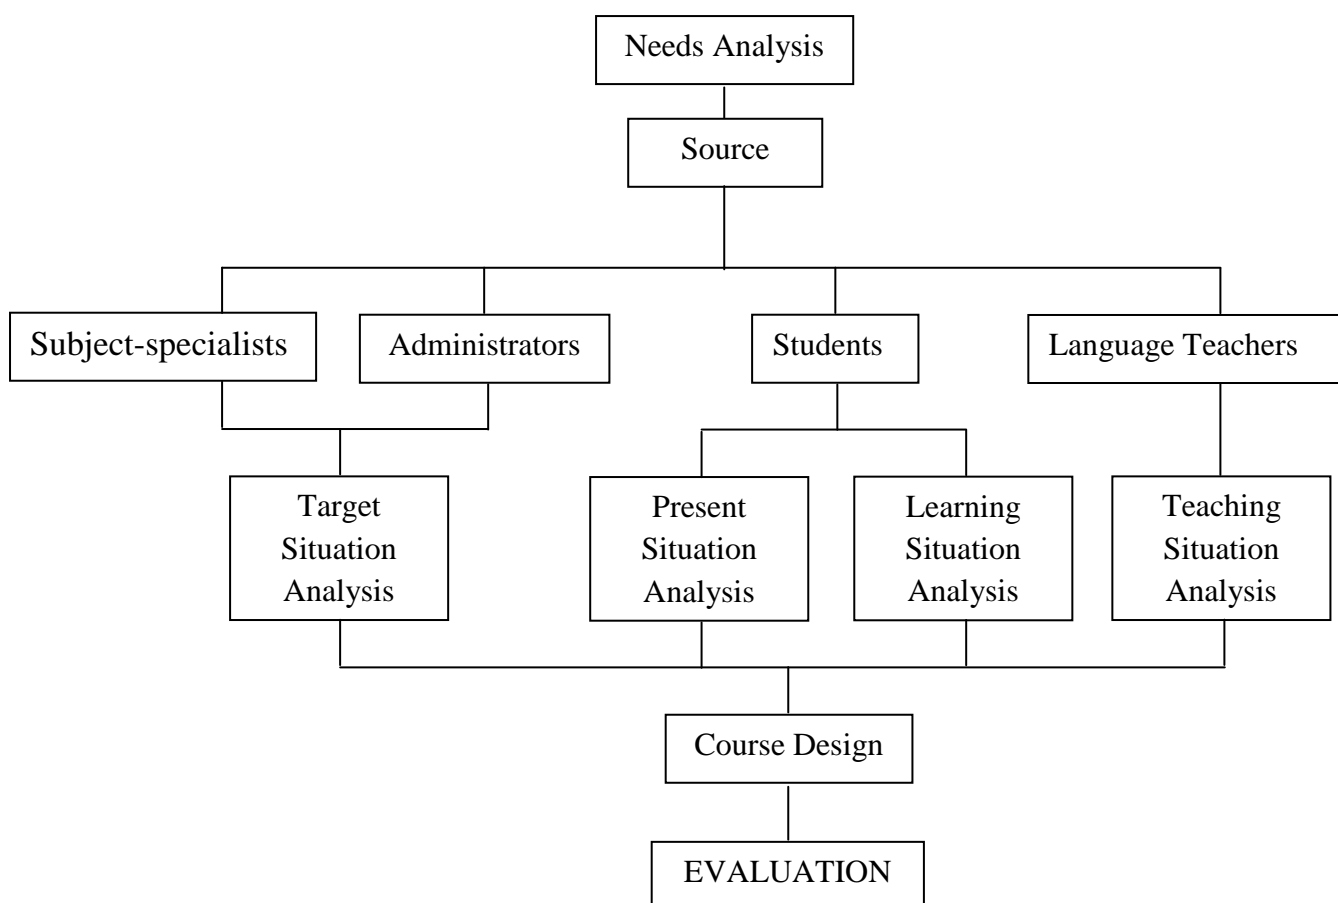 Needs Analysis
Source
Subject-specialists
Administrators
Students
Language Teachers
Target
Situation
Analysis
Present
Situation
Analysis
Learning
Situation
Analysis
Teaching
Situation
Analysis
Course Design
EVALUATION